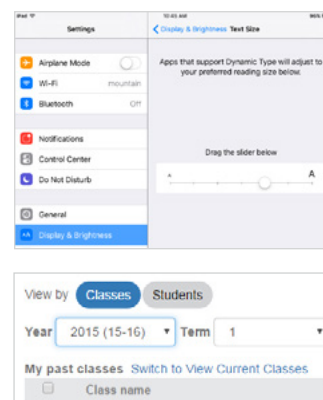 iPad
10:45 AM
Settings
Display & Brightness Text Size
Airplane Mode
Wi-Fi mountain
Bluetooth Off
Notifications
Control Center
Do Not Disturb
General
Display & Brightness
Apps that support Dynamic Type will adjust to
your preferred reading size below.
Drag the slider below
A A
View by Classes Students
Year 2015 (15-16) Term 1
My past classes Switch to View Current Classes
Class name